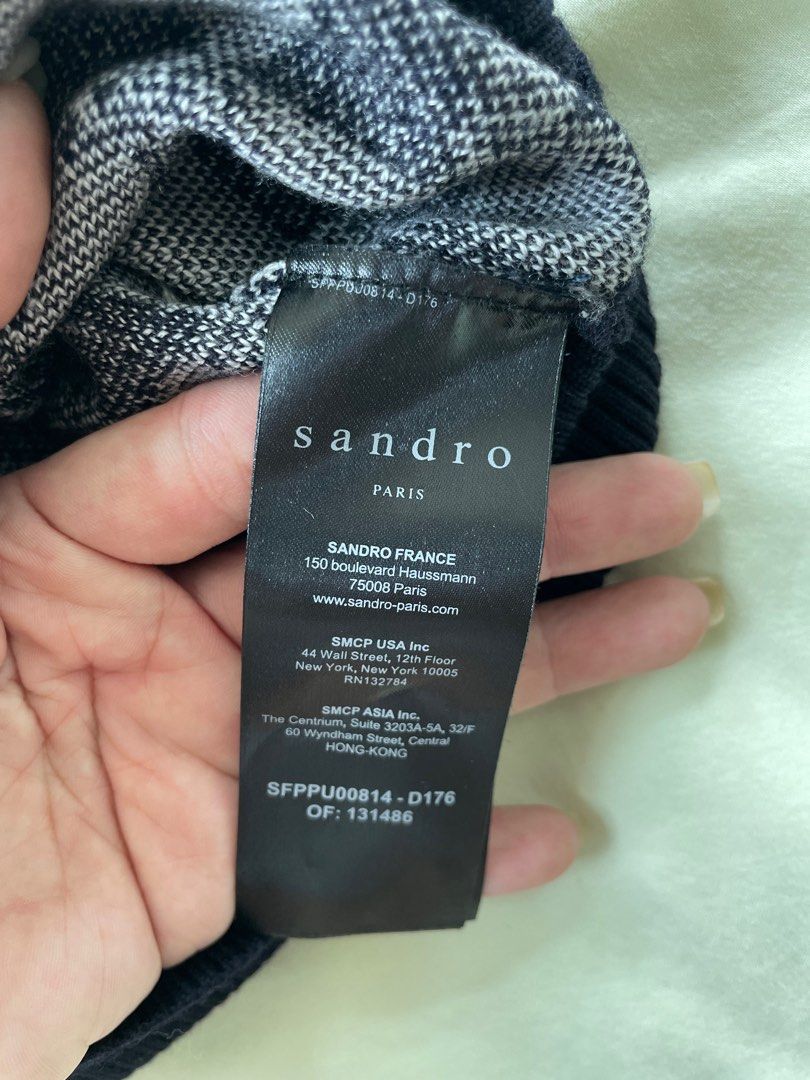 SFPPU00814 - D176
sandro
PARIS
SANDRO FRANCE
150 boulevard Haussmann
75008 Paris
www.sandro-paris.com
SMCP USA Inc
44 Wall Street, 12th Floor
New York, New York 10005
RN132784
SMCP ASIA Inc.
The Centrium, Suite 3203A-5A, 32/F
60 Wyndham Street, Central
HONG-KONG
SFPPU00814 - D176
OF: 131486